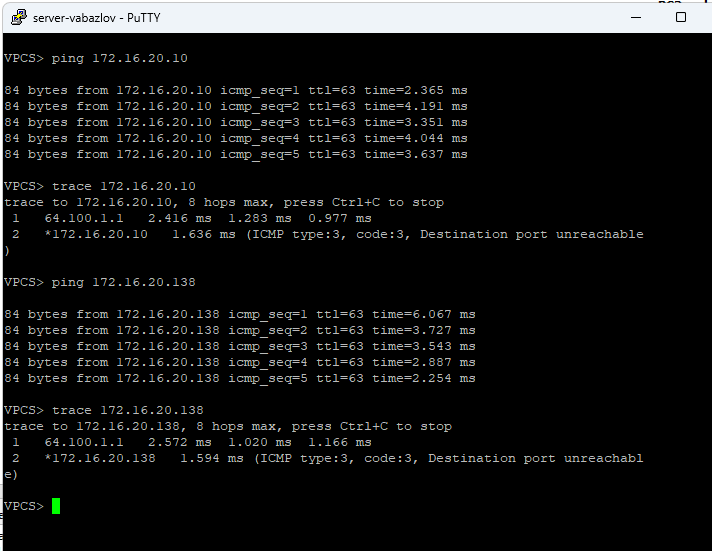 server-vabazlov - PuTTY
VPCS> ping 172.16.20.10
84 bytes from 172.16.20.10 icmp_seq=1 ttl=63 time=2.365 ms
84 bytes from 172.16.20.10 icmp_seq=2 ttl=63 time=4.191 ms
84 bytes from 172.16.20.10 icmp_seq=3 ttl=63 time=3.351 ms
84 bytes from 172.16.20.10 icmp_seq=4 ttl=63 time=4.044 ms
84 bytes from 172.16.20.10 icmp_seq=5 ttl=63 time=3.637 ms
VPCS> trace 172.16.20.10
trace to 172.16.20.10, 8 hops max, press Ctrl+C to stop
1 64.100.1.1 2.416 ms 1.283 ms 0.977 ms
2 *172.16.20.10 1.636 ms (ICMP type:3, code:3, Destination port unreachable
)
VPCS> ping 172.16.20.138
84 bytes from 172.16.20.138 icmp_seq=1 ttl=63 time=6.067 ms
84 bytes from 172.16.20.138 icmp_seq=2 ttl=63 time=3.727 ms
84 bytes from 172.16.20.138 icmp_seq=3 ttl=63 time=3.543 ms
84 bytes from 172.16.20.138 icmp_seq=4 ttl=63 time=2.887 ms
84 bytes from 172.16.20.138 icmp_seq=5 ttl=63 time=2.254 ms
VPCS> trace 172.16.20.138
trace to 172.16.20.138, 8 hops max, press Ctrl+C to stop
1 64.100.1.1 2.572 ms 1.020 ms 1.166 ms
2 *172.16.20.138 1.594 ms (ICMP type:3, code:3, Destination port unreachabl
e)
VPCS>